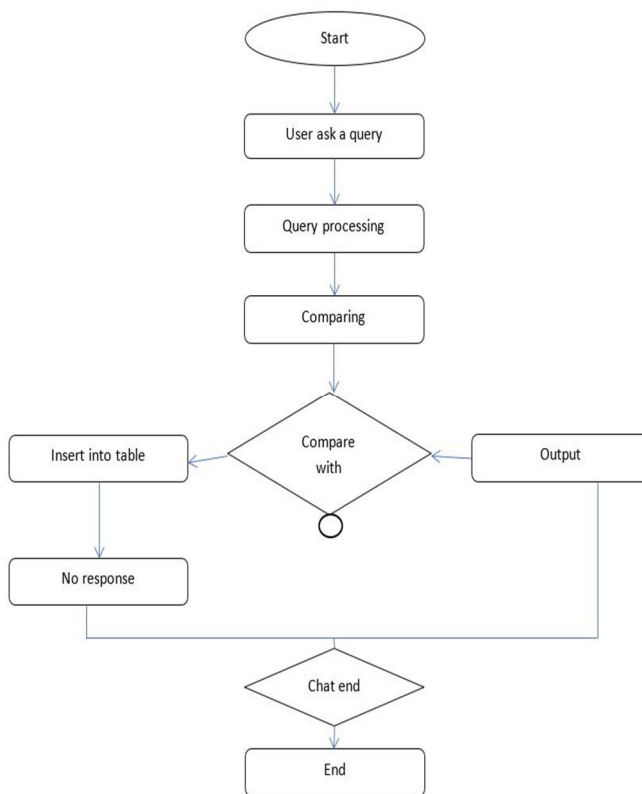 Start
User ask a query
Query processing
Comparing
Compare
with
Insert into table
Output
No response
Chat end
End